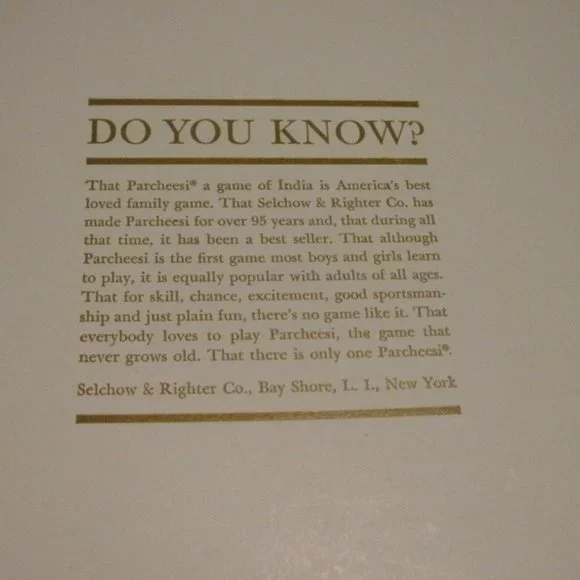 DO YOU KNOW?
That Parcheesi® a game of India is America's best
loved family game. That Selchow & Righter Co. has
made Parcheesi for over 95 years and, that during all
that time, it has been a best seller. That although
Parcheesi is the first game most boys and girls learn
to play, it is equally popular with adults of all ages.
That for skill, chance, excitement, good sportsman-
ship and just plain fun, there's no game like it. That
everybody loves to play Parcheesi, the game that
never grows old. That there is only one Parcheesi®.
Selchow & Righter Co., Bay Shore, L. I., New York